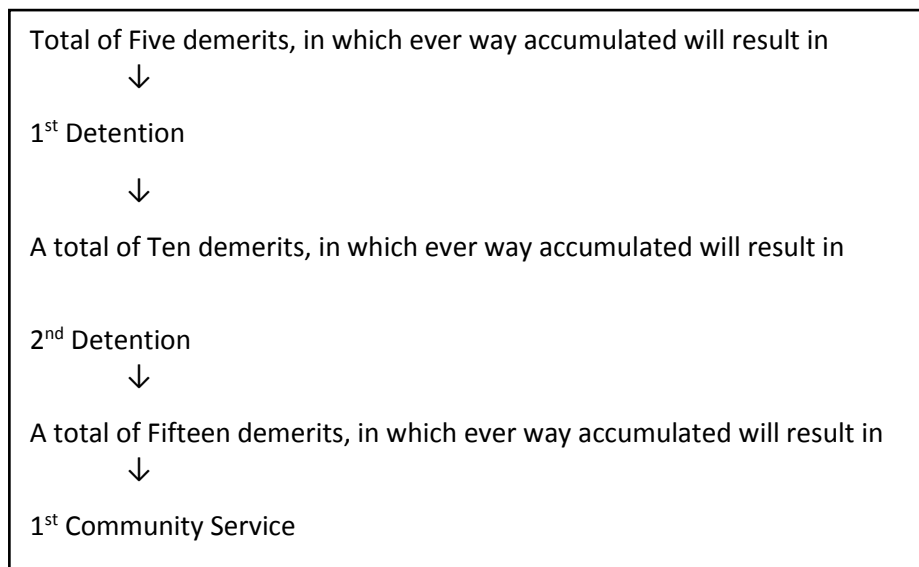 Total of Five demerits, in which ever way accumulated will result in
↓
1st Detention
↓
A total of Ten demerits, in which ever way accumulated will result in
2nd Detention
↓
A total of Fifteen demerits, in which ever way accumulated will result in
↓
1st Community Service